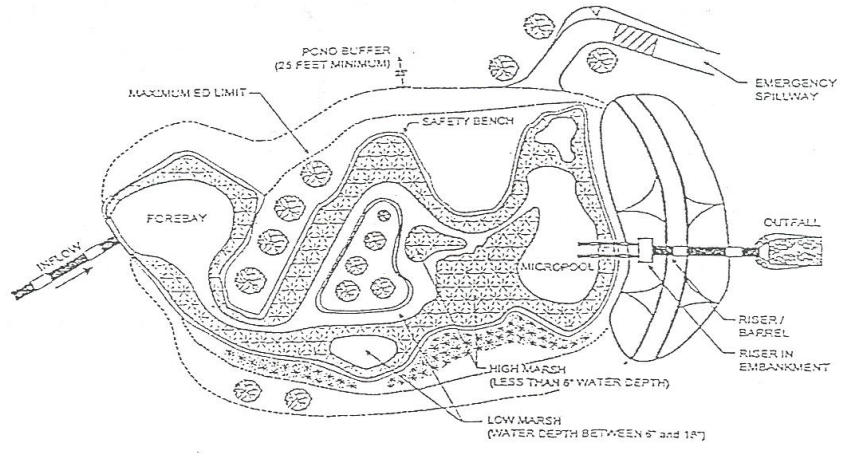 POND BUFFER
(25 FEET MINIMUM)
25'
MAXIMUM ED LIMIT
SAFETY BENCH
EMERGENCY
SPILLWAY
FOREBAY
INFLOW
OUTFALL
MICROPOOL
RISER /
BARREL
RISER IN
EMBANKMENT
HIGH MARSH
(LESS THAN 6" WATER DEPTH)
LOW MARSH
(WATER DEPTH BETWEEN 6" and 18")